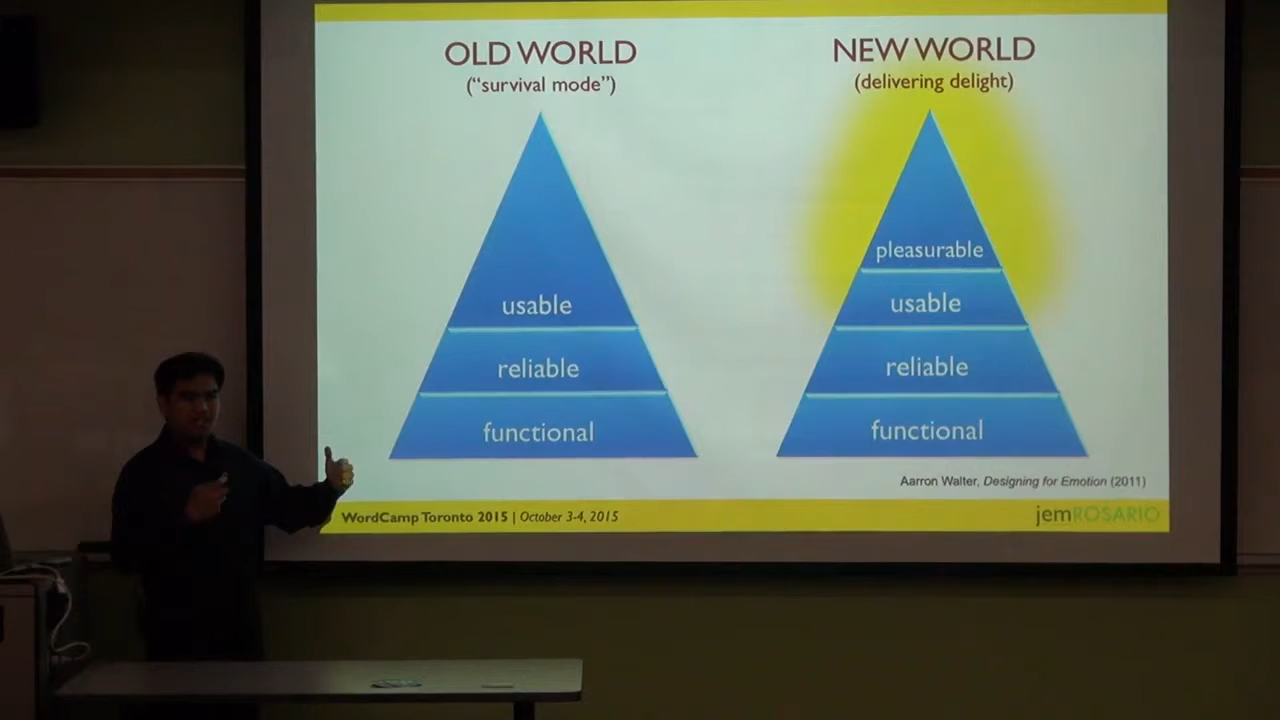 OLD WORLD
("survival mode")
usable
reliable
functional
NEW WORLD
(delivering delight)
pleasurable
usable
reliable
functional
Aarron Walter, Designing for Emotion (2011)
WordCamp Toronto 2015 | October 3-4, 2015
jemROSARIO